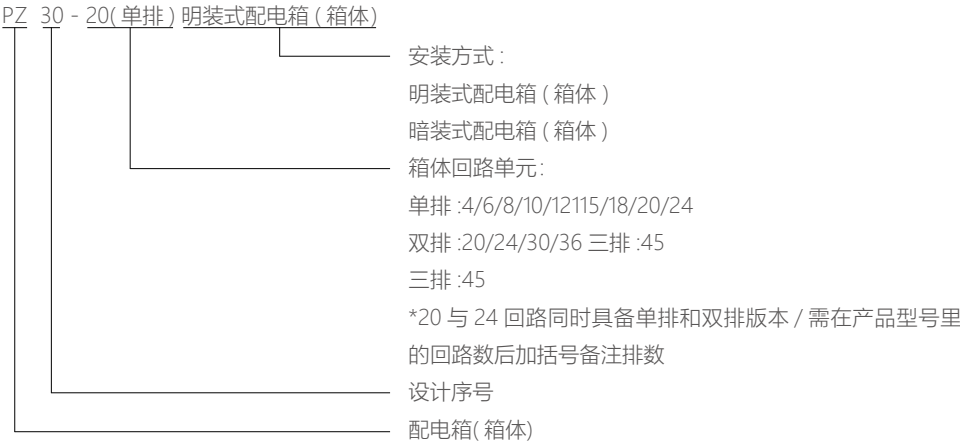 PZ 30 - 20(单排) 明装式配电箱(箱体)
安装方式:
明装式配电箱(箱体)
暗装式配电箱(箱体)
箱体回路单元:
单排:4/6/8/10/12115/18/20/24
双排:20/24/30/36 三排:45
三排:45
*20 与 24 回路同时具备单排和双排版本/需在产品型号里
的回路数后加括号备注排数
设计序号
配电箱(箱体)